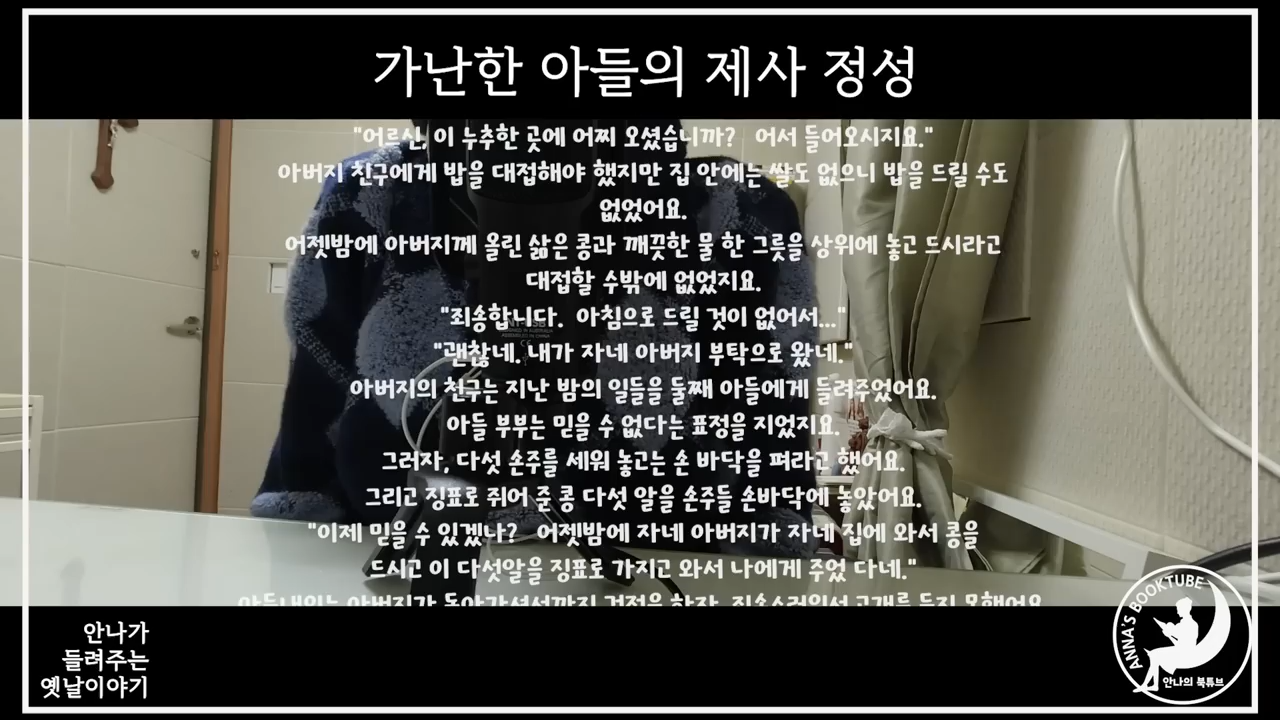 가난한 아들의 제사 정성
"어르신, 이 누추한 곳에 어찌 오셨습니까? 어서 들어오시지요."
아버지 친구에게 밥을 대접해야 했지만 집 안에는 쌀도 없으니 밥을 드릴 수도
없었어요.
어젯밤에 아버지께 올린 삶은 콩과 깨끗한 물 한 그릇을 상위에 놓고 드시라고
대접할 수밖에 없었지요.
"죄송합니다. 아침으로 드릴 것이 없어서..."
"괜찮네. 내가 자네 아버지 부탁으로 왔네."
아버지의 친구는 지난 밤의 일들을 둘째 아들에게 들려주었어요.
아들 부부는 믿을 수 없다는 표정을 지었지요.
그러자, 다섯 손주를 세워 놓고는 손 바닥을 펴라고 했어요.
그리고 징표로 쥐어 준 콩 다섯 알을 손주들 손바닥에 놓았어요.
"이제 믿을 수 있겠나? 어젯밤에 자네 아버지가 자네 집에 와서 콩을
드시고 이 다섯알을 징표로 가지고 와서 나에게 주었 다네."
안나가
들려주는
옛날이야기
ANNA'S BOOKTUBE
안나의 북튜브